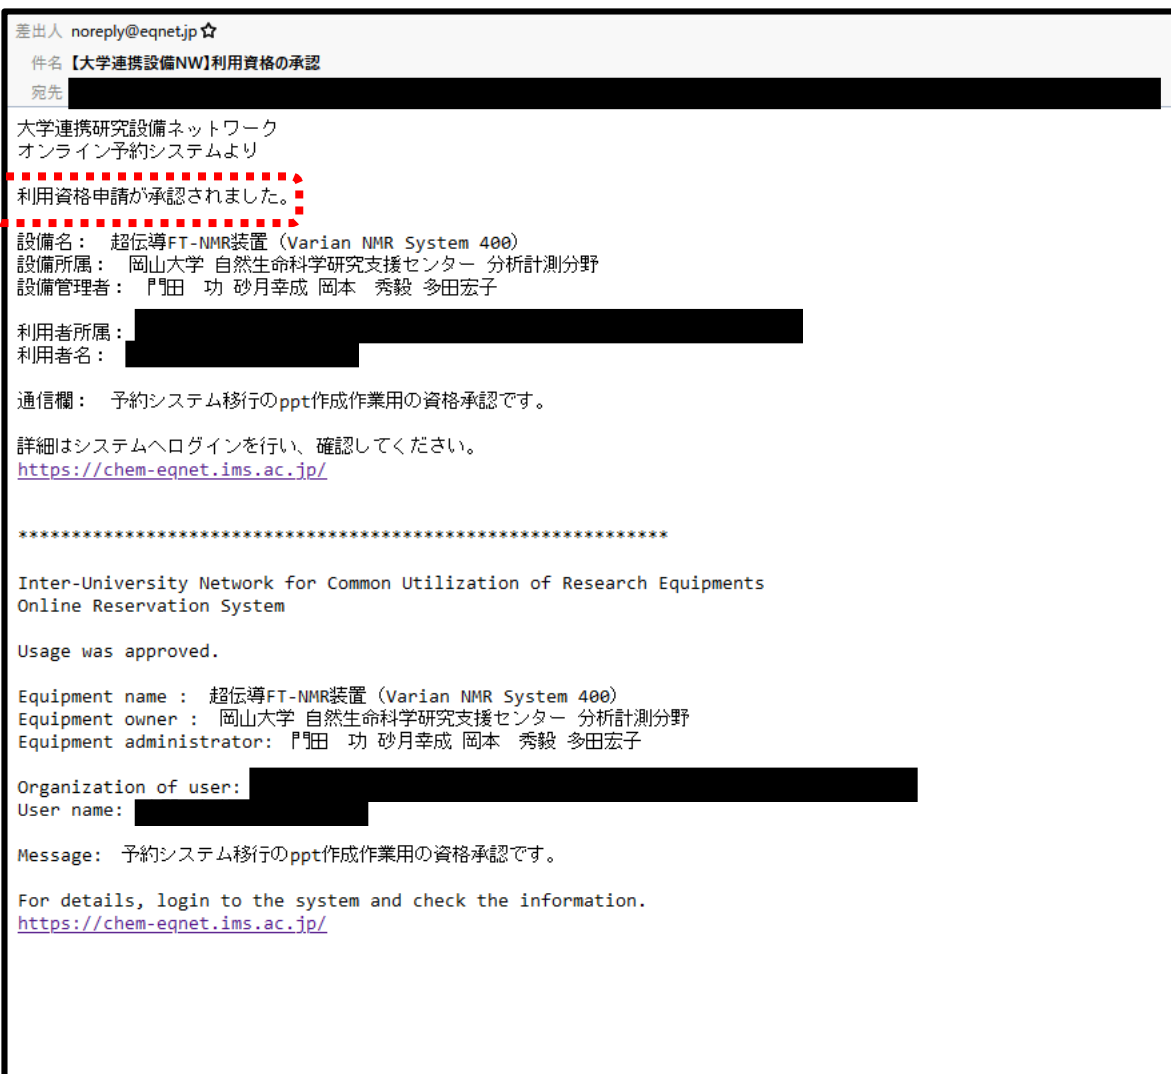 差出人 noreply@eqnet.jp☆
件名 【大学連携設備NW】利用資格の承認
宛先
大学連携研究設備ネットワーク
オンライン予約システムより
利用資格申請が承認されました。
設備名： 超伝導FT-NMR装置（Varian NMR System 400）
設備所属： 岡山大学 自然生命科学研究支援センター 分析計測分野
設備管理者： 門田　功 砂月幸成 岡本　秀毅 多田宏子
利用者所属：
利用者名：
通信欄： 予約システム移行のppt作成作業用の資格承認です。
詳細はシステムへログインを行い、確認してください。
https://chem-eqnet.ims.ac.jp/
*************************************************************
Inter-University Network for Common Utilization of Research Equipments
Online Reservation System
Usage was approved.
Equipment name : 超伝導FT-NMR装置（Varian NMR System 400）
Equipment owner : 岡山大学 自然生命科学研究支援センター 分析計測分野
Equipment administrator: 門田　功 砂月幸成 岡本　秀毅 多田宏子
Organization of user:
User name:
Message: 予約システム移行のppt作成作業用の資格承認です。
For details, login to the system and check the information.
https://chem-eqnet.ims.ac.jp/